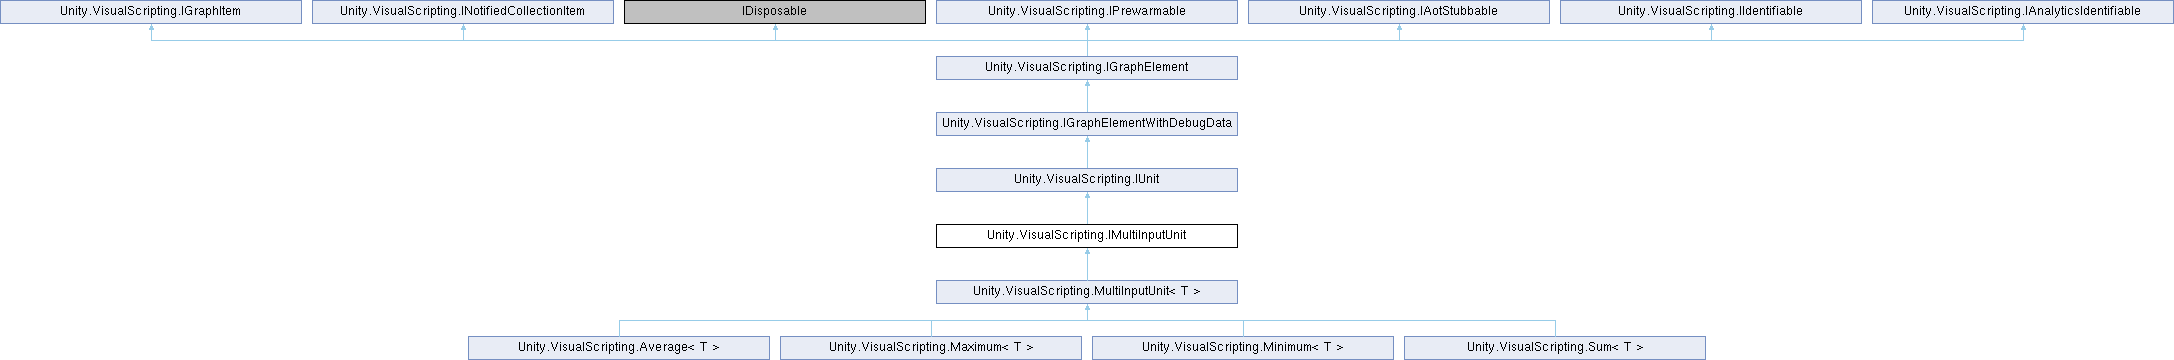 Unity.VisualScripting.IGraphItem
Unity.VisualScripting.INotifiedCollectionItem
IDisposable
Unity.VisualScripting.IPrewarmable
Unity.VisualScripting.IAotStubbable
Unity.VisualScripting.IIdentifiable
Unity.VisualScripting.IAnalyticsIdentifiable
Unity.VisualScripting.IGraphElement
Unity.VisualScripting.IGraphElementWithDebugData
Unity.VisualScripting.IUnit
Unity.VisualScripting.IMultiInputUnit
Unity.VisualScripting.MultiInputUnit< T >
Unity.VisualScripting.Average< T >
Unity.VisualScripting.Maximum< T >
Unity.VisualScripting.Minimum< T >
Unity.VisualScripting.Sum< T >